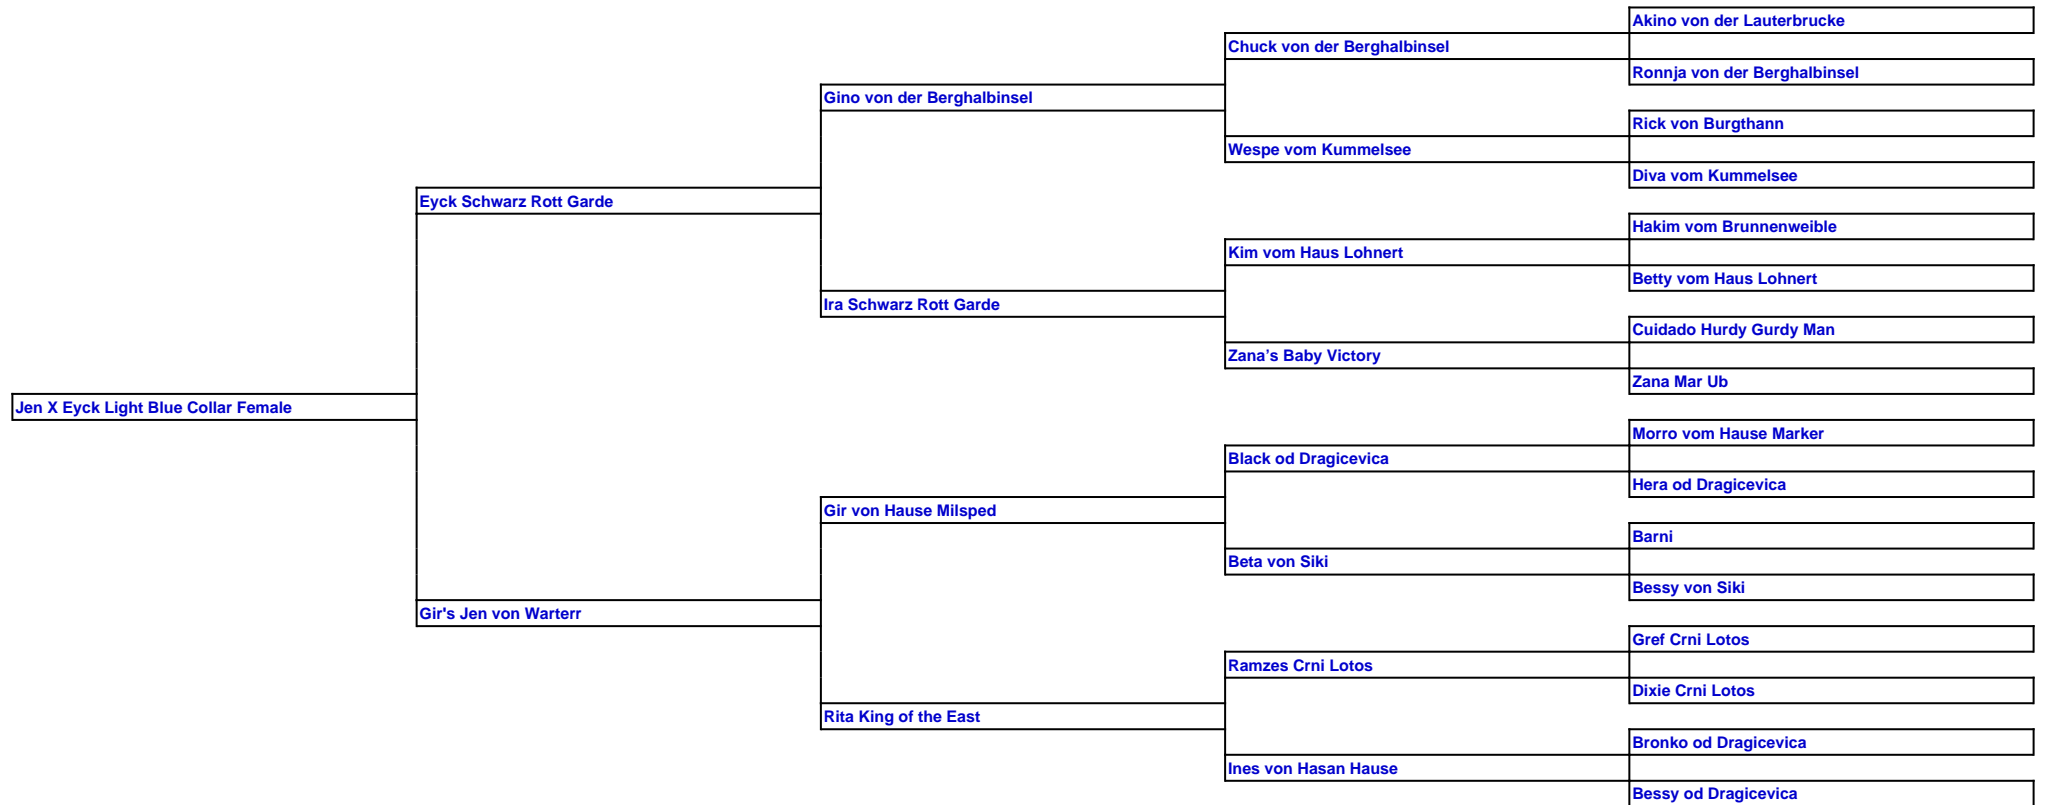 Akino von der Lauterbrucke
Chuck von der Berghalbinsel
Ronnja von der Berghalbinsel
Gino von der Berghalbinsel
Rick von Burgthann
Wespe vom Kummelsee
Diva vom Kummelsee
Eyck Schwarz Rott Garde
Hakim vom Brunnenweible
Kim vom Haus Lohnert
Betty vom Haus Lohnert
Ira Schwarz Rott Garde
Cuidado Hurdy Gurdy Man
Zana’s Baby Victory
Zana Mar Ub
Jen X Eyck Light Blue Collar Female
Morro vom Hause Marker
Black od Dragicevica
Hera od Dragicevica
Gir von Hause Milsped
Barni
Beta von Siki
Bessy von Siki
Gir's Jen von Warterr
Gref Crni Lotos
Ramzes Crni Lotos
Dixie Crni Lotos
Rita King of the East
Bronko od Dragicevica
Ines von Hasan Hause
Bessy od Dragicevica